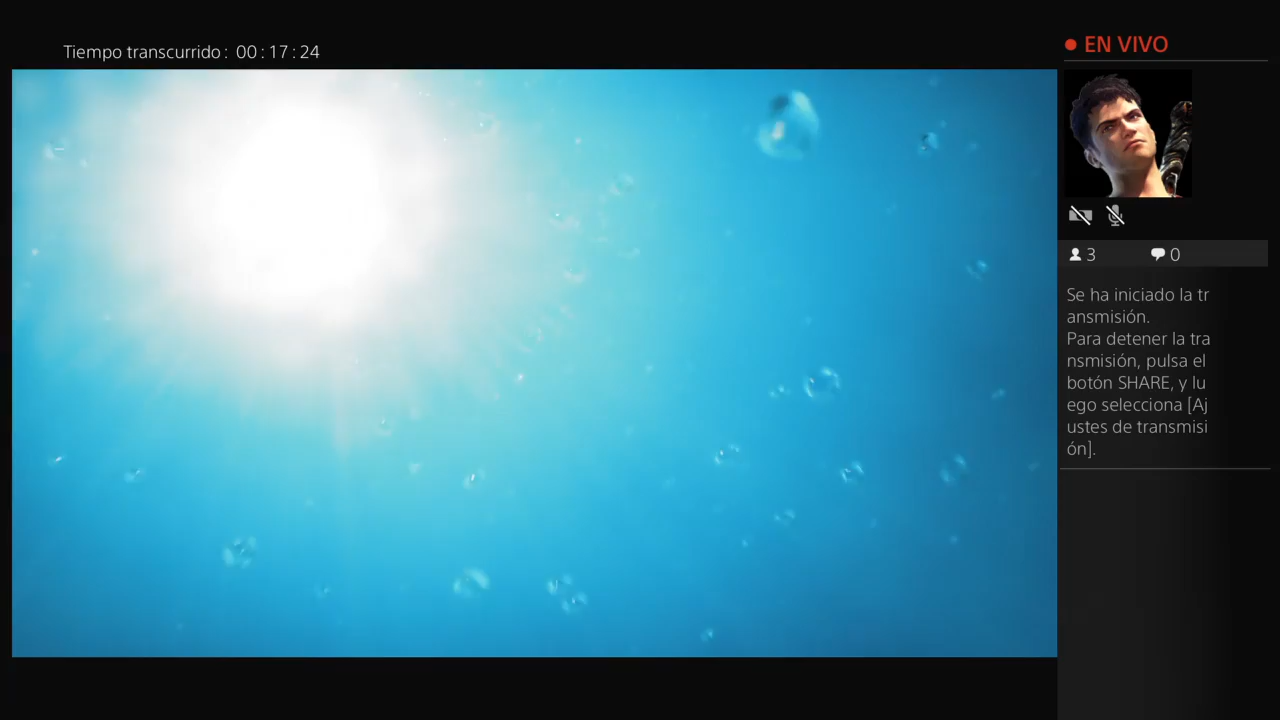 Tiempo transcurrido : 00 : 17 : 24
EN VIVO
3 0
Se ha iniciado la tr
ansmisión.
Para detener la tra
nsmisión, pulsa el
botón SHARE, y lu
ego selecciona [Aj
ustes de transmisi
ón].